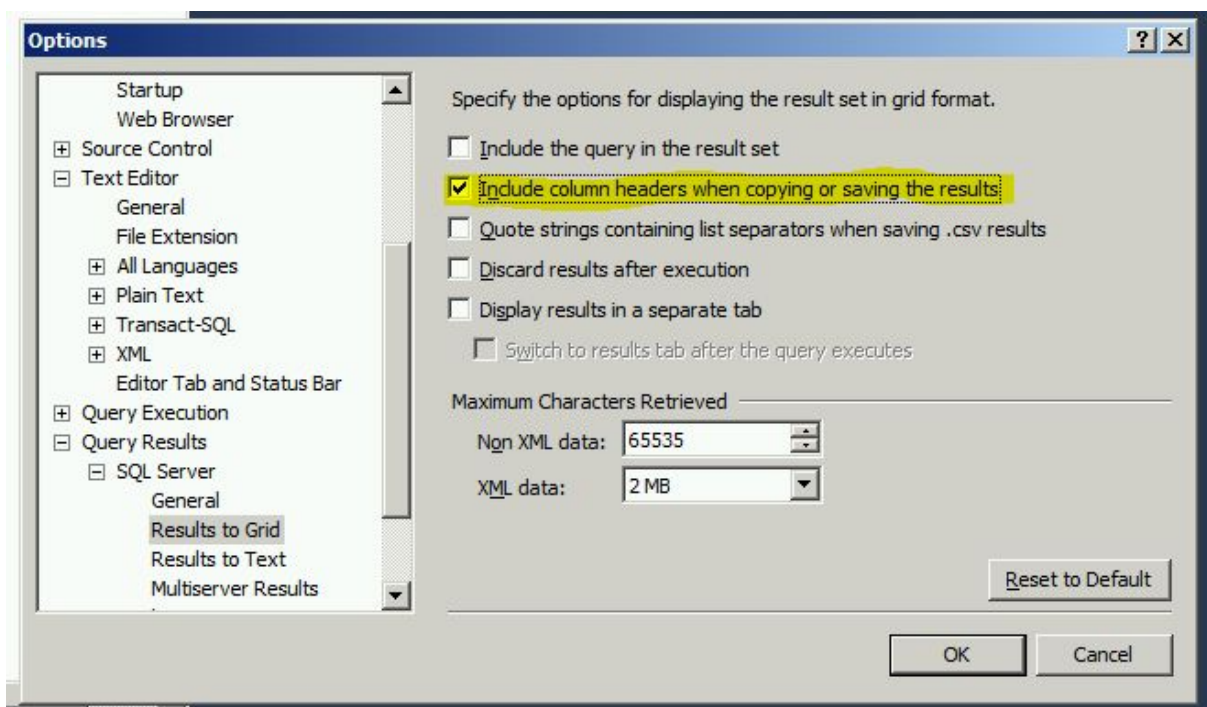 Options
Startup
Web Browser
Source Control
Text Editor
General
File Extension
All Languages
Plain Text
Transact-SQL
XML
Editor Tab and Status Bar
Query Execution
Query Results
SQL Server
General
Results to Grid
Results to Text
Multiserver Results
Specify the options for displaying the result set in grid format.
Include the query in the result set
Include column headers when copying or saving the results
Quote strings containing list separators when saving .csv results
Discard results after execution
Display results in a separate tab
Switch to results tab after the query executes
Maximum Characters Retrieved
Non XML data: 65535
XML data: 2 MB
Reset to Default
OK Cancel